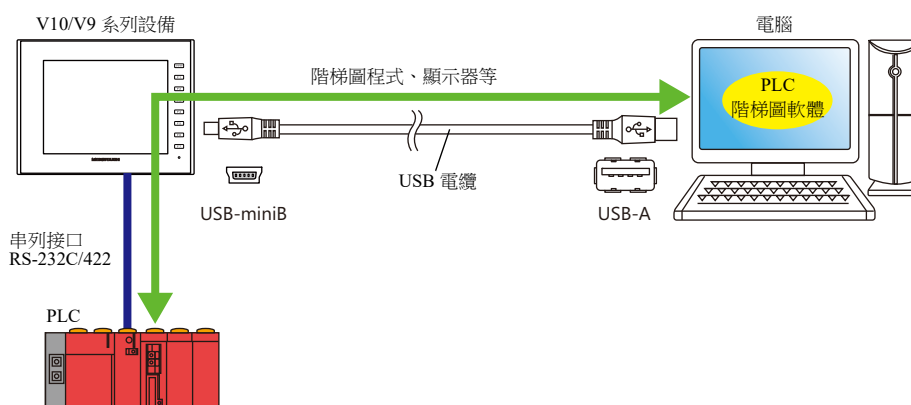 V10/V9 系列設備
電腦
階梯圖程式、顯示器等
PLC
階梯圖軟體
USB 電纜
USB-miniB
USB-A
串列接口
RS-232C/422
PLC